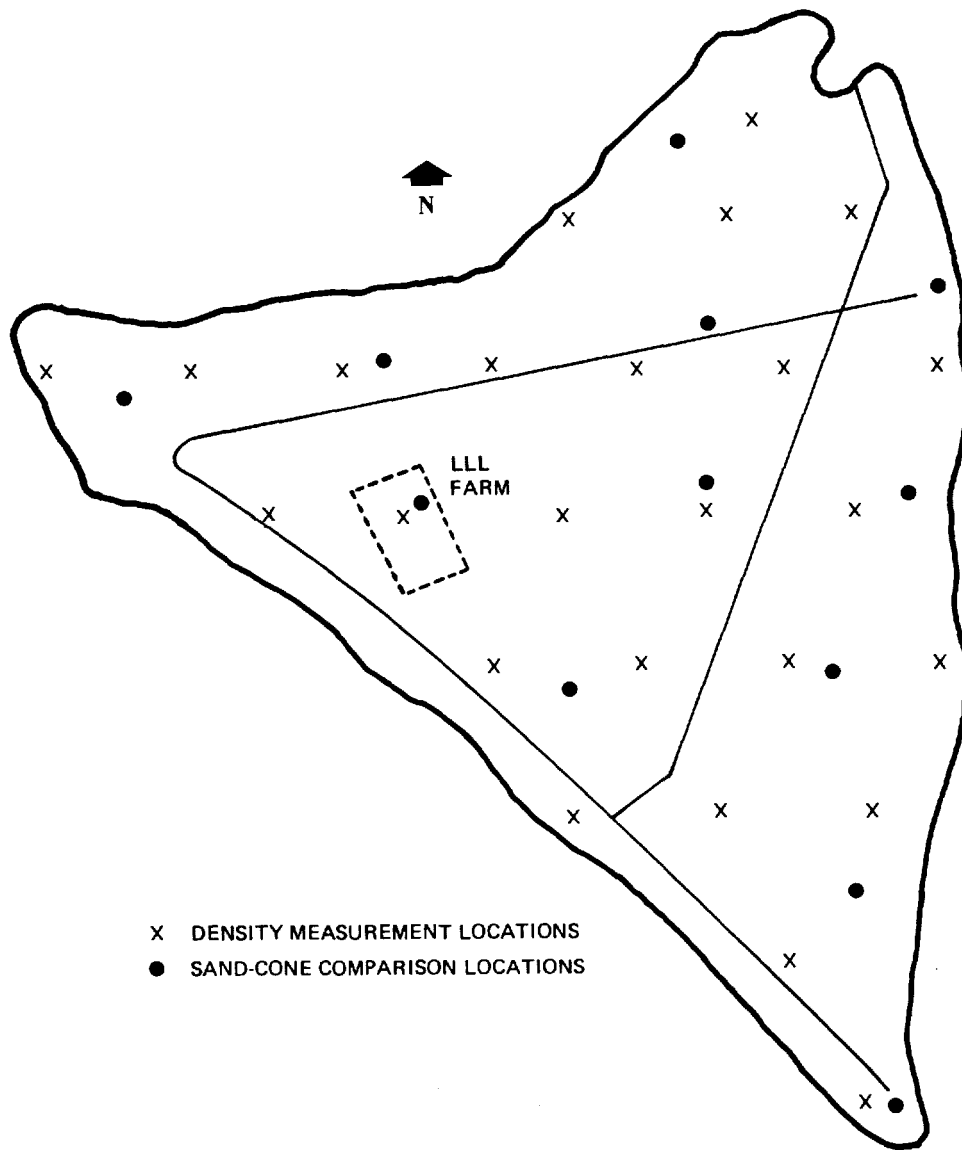 N
LLL
FARM
X DENSITY MEASUREMENT LOCATIONS
● SAND-CONE COMPARISON LOCATIONS